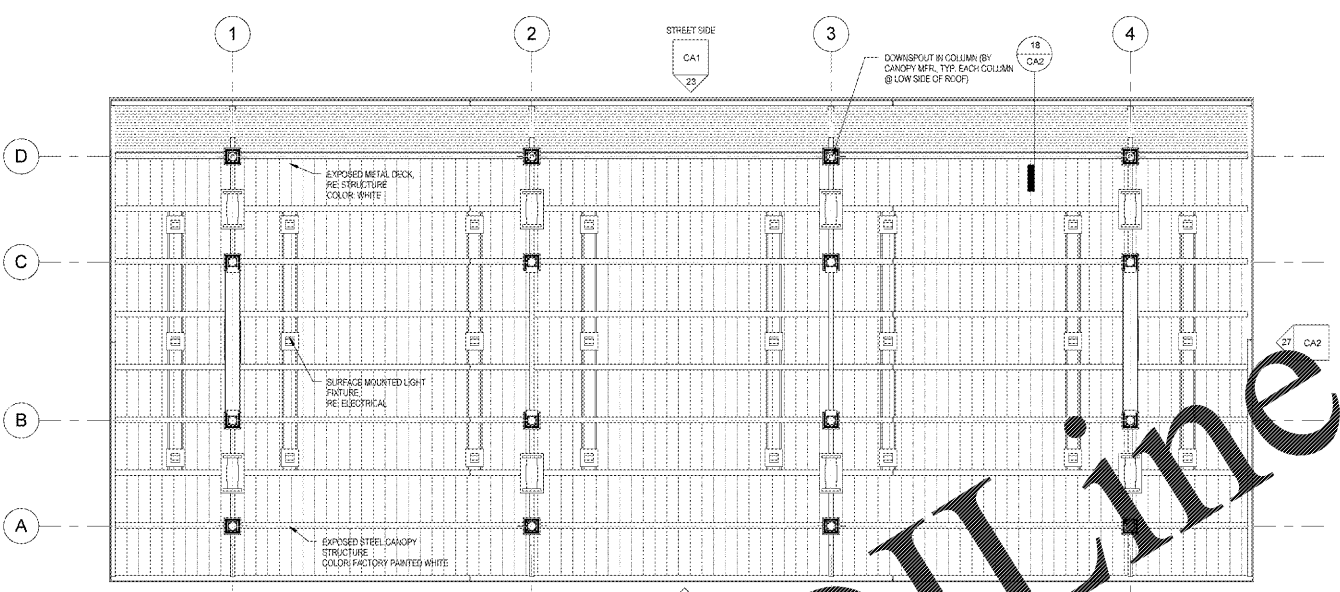 1
2
STREET SIDE
CA1
23
3
DOWNSPOUT IN COLUMN (BY
CANOPY MFR., TYP. EACH COLUMN
@ LOW SIDE OF ROOF)
18
CA2
4
D
EXPOSED METAL DECK,
RE: STRUCTURE
COLOR: WHITE
C
27 CA2
SURFACE MOUNTED LIGHT
FIXTURE,
RE: ELECTRICAL
B
A
EXPOSED STEEL CANOPY
STRUCTURE
COLOR: FACTORY PAINTED WHITE
Line